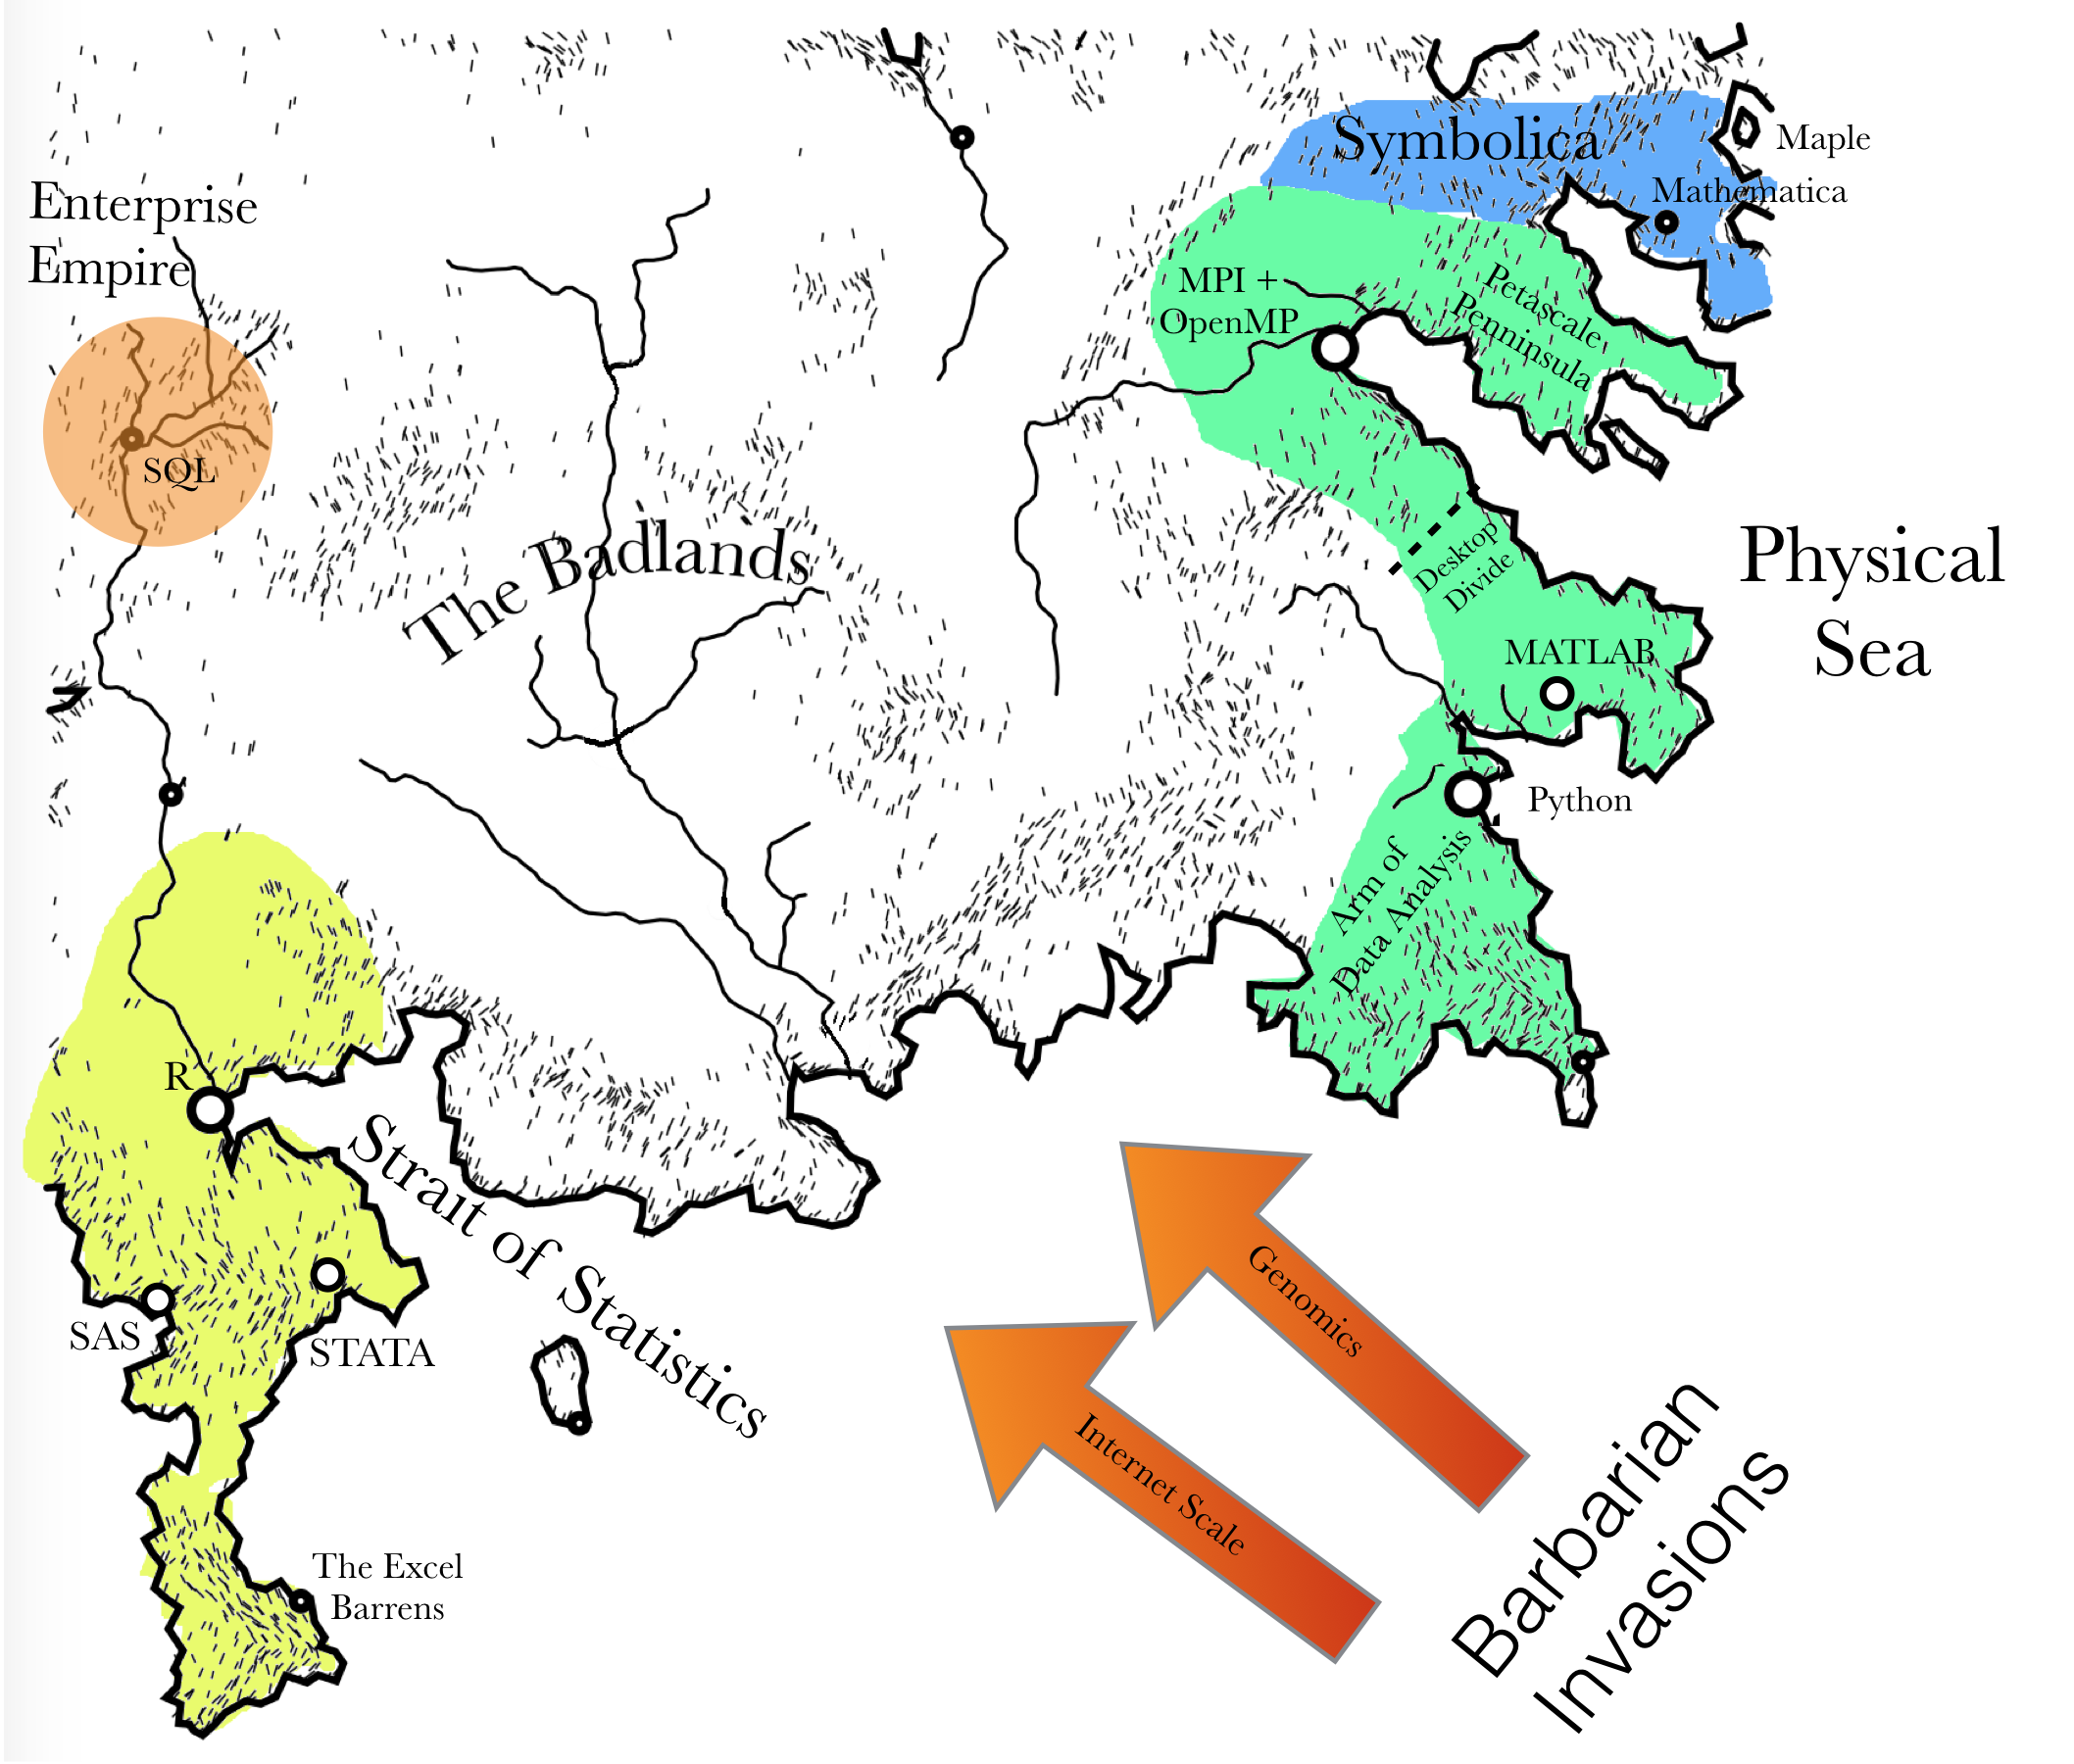 Symbolica
Maple
Mathematica
Enterprise
Empire
MPI +
OpenMP
Petascale
Penninsula
SQL
The Badlands
Desktop
Divide
Physical
Sea
MATLAB
Python
Arm of
Data Analysis
R
Strait of Statistics
SAS
STATA
Genomics
Internet Scale
Barbarian
Invasions
The Excel
Barrens